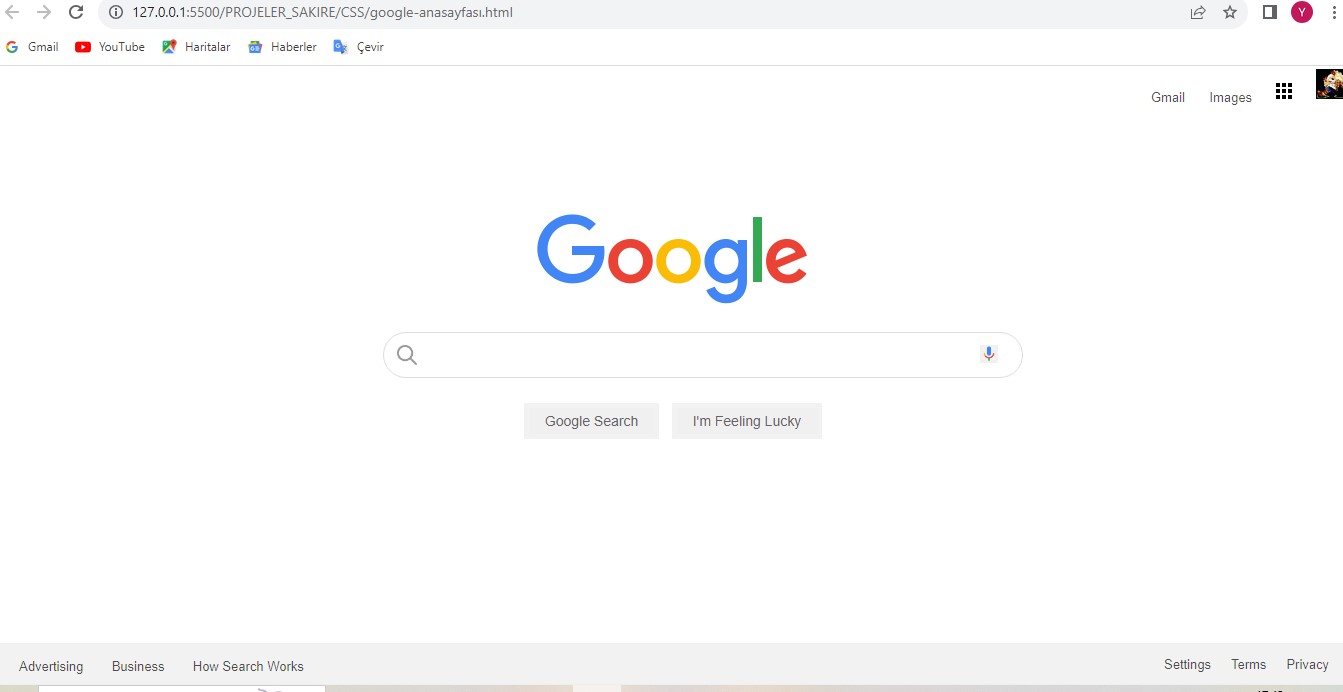 127.0.0.1:5500/PROJELER_SAKIRE/CSS/google-anasayfası.html
Y
Gmail YouTube Haritalar Haberler Çevir
Gmail Images
Google
Google Search I'm Feeling Lucky
Advertising Business How Search Works Settings Terms Privacy